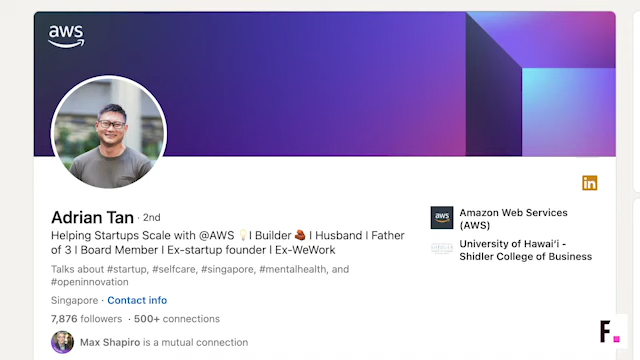 aws
Adrian Tan · 2nd
Helping Startups Scale with @AWS 💡I Builder 🥊 I Husband I Father
of 3 I Board Member I Ex-startup founder I Ex-WeWork
Talks about #startup, #selfcare, #singapore, #mentalhealth, and
#openinnovation
Singapore · Contact info
7,876 followers · 500+ connections
Max Shapiro is a mutual connection
in
aws
Amazon Web Services
(AWS)
University of Hawai‘i -
Shidler College of Business
F.